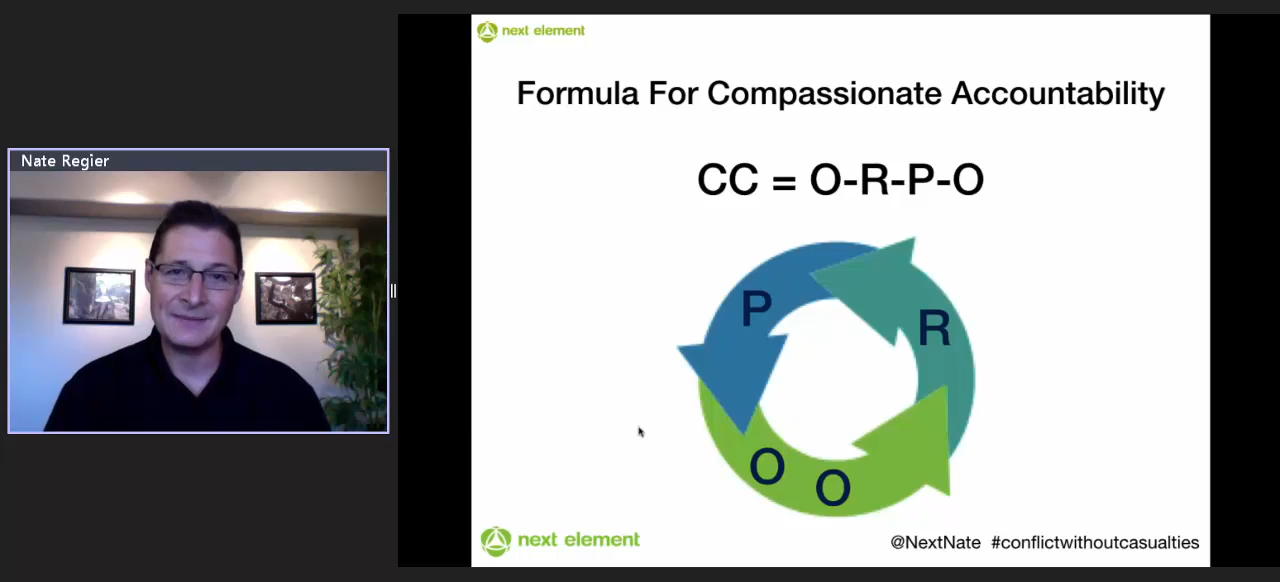 Nate Regier
next element
Formula For Compassionate Accountability
CC = O-R-P-O
P
R
O
O
next element
@NextNate #conflictwithoutcasualties